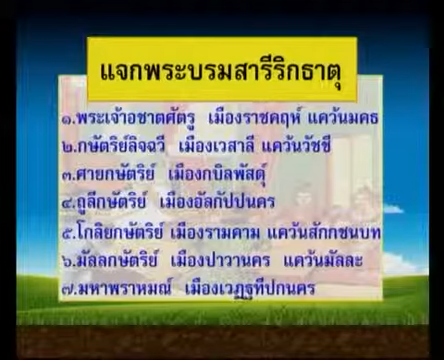 แจกพระบรมสารีริกธาตุ
๑.พระเจ้าอชาตศัตรู เมืองราชคฤห์ แคว้นมคธ
๒.กษัตริย์ลิจฉวี เมืองเวสาลี แคว้นวัชชี
๓.ศากยกษัตริย์ เมืองกบิลพัสดุ์
๔.ถูลีกษัตริย์ เมืองอัลกัปปนคร
๕.โกลิยกษัตริย์ เมืองรามคาม แคว้นสักกชนบท
๖.มัลลกษัตริย์ เมืองปาวานคร แคว้นมัลละ
๗.มหาพราหมณ์ เมืองเวฏฐทีปกนคร